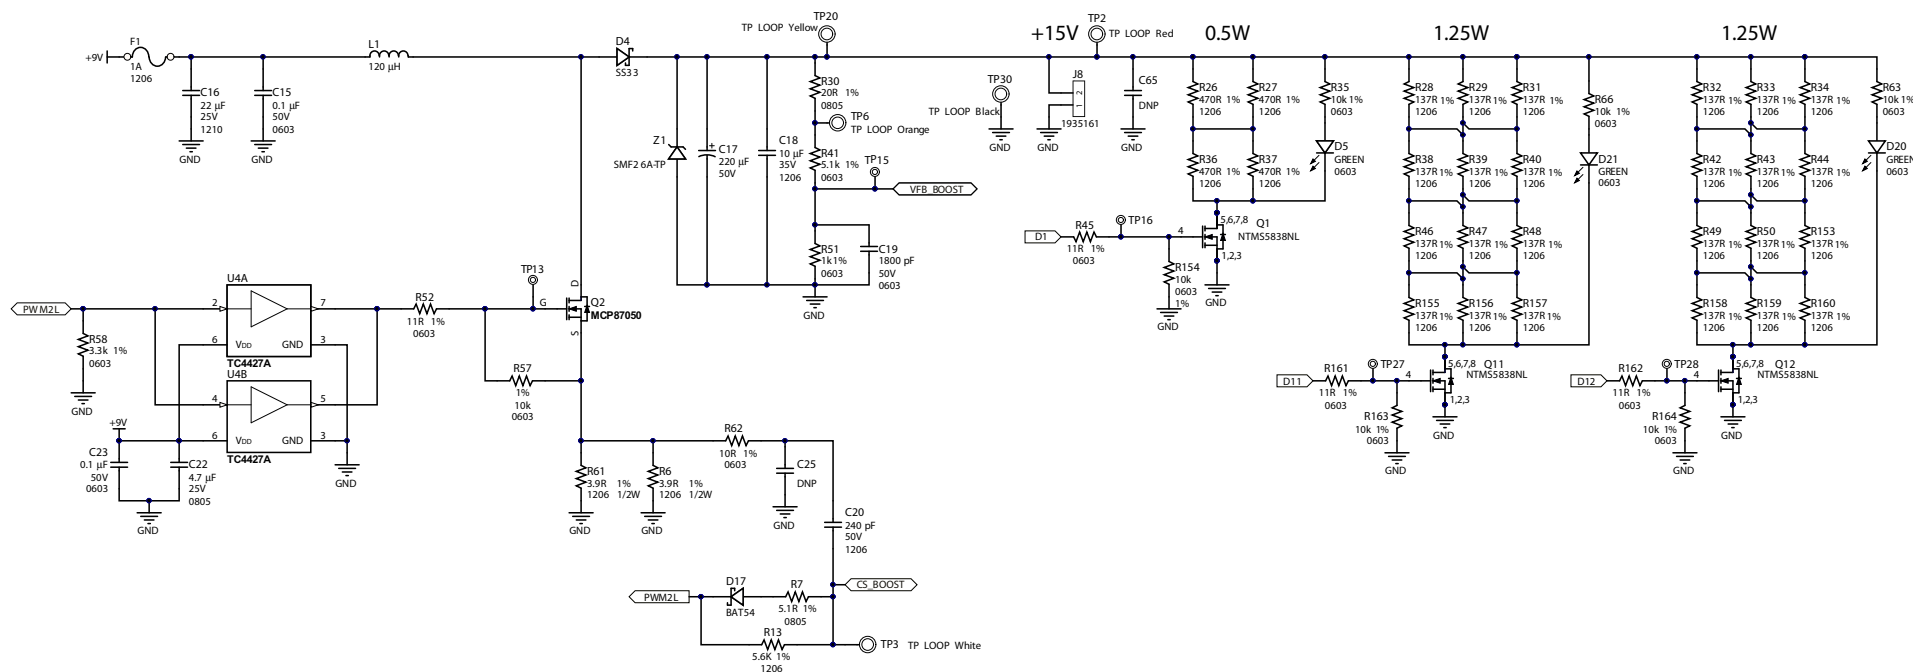 F1
+9V
1A
1206
L1
120 µH
C16
22 µF
25V
1210
GND
C15
0.1 µF
50V
0603
GND
D4
SS33
TP20
TP LOOP Yellow
Z1
SMF26A-TP
C17
220 µF
50V
C18
10 µF
35V
1206
R30
20R 1%
0805
TP6
TP LOOP Orange
R41
5.1k 1%
0603
TP15
VFB_BOOST
R51
1k1%
0603
C19
1800 pF
50V
0603
GND
+15V
TP2
TP LOOP Red
TP30
TP LOOP Black
GND
J8
2
1
1935161
GND
C65
DNP
GND
0.5W
R26
470R 1%
1206
R27
470R 1%
1206
R35
10k 1%
0603
R36
470R 1%
1206
R37
470R 1%
1206
D5
GREEN
0603
D1
R45
11R 1%
0603
TP16
4
5,6,7,8
Q1
NTMS5838NL
1,2,3
R154
10k
0603
1%
GND
GND
1.25W
R28
137R 1%
1206
R29
137R 1%
1206
R31
137R 1%
1206
R66
10k 1%
0603
R38
137R 1%
1206
R39
137R 1%
1206
R40
137R 1%
1206
D21
GREEN
0603
R46
137R 1%
1206
R47
137R 1%
1206
R48
137R 1%
1206
R155
137R 1%
1206
R156
137R 1%
1206
R157
137R 1%
1206
D11
R161
11R 1%
0603
TP27
4
5,6,7,8
Q11
NTMS5838NL
1,2,3
R163
10k 1%
0603
GND
GND
1.25W
R32
137R 1%
1206
R33
137R 1%
1206
R34
137R 1%
1206
R63
10k 1%
0603
R42
137R 1%
1206
R43
137R 1%
1206
R44
137R 1%
1206
D20
GREEN
0603
R49
137R 1%
1206
R50
137R 1%
1206
R153
137R 1%
1206
R158
137R 1%
1206
R159
137R 1%
1206
R160
137R 1%
1206
D12
R162
11R 1%
0603
TP28
4
5,6,7,8
Q12
NTMS5838NL
1,2,3
R164
10k 1%
0603
GND
GND
PWM2L
R58
3.3k 1%
0603
GND
U4A
2
7
6
VDD
GND
3
TC4427A
U4B
4
5
6
VDD
GND
3
TC4427A
GND
+9V
C23
0.1 µF
50V
0603
C22
4.7 µF
25V
0805
GND
R52
11R 1%
0603
TP13
G
D
S
Q2
MCP87050
R57
1%
10k
0603
R61
3.9R 1%
1206 1/2W
GND
R6
3.9R 1%
1206 1/2W
GND
R62
10R 1%
0603
C25
DNP
GND
C20
240 pF
50V
1206
CS_BOOST
PWM2L
D17
BAT54
R7
5.1R 1%
0805
R13
5.6K 1%
1206
TP3 TP LOOP White